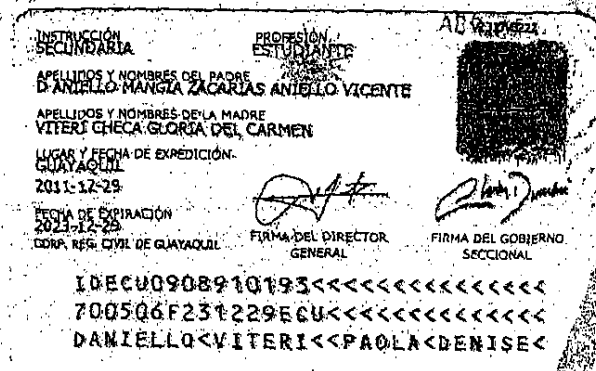 INSTRUCCIÓN
SECUNDARIA
PROFESIÓN
ESTUDIANTE
APELLIDOS Y NOMBRES DEL PADRE
D ANIELLO MANGIA ZACARIAS ANIELLO VICENTE
APELLIDOS Y NOMBRES DE LA MADRE
VITERI CHECA GLORIA DEL CARMEN
LUGAR Y FECHA DE EXPEDICIÓN
GUAYAQUIL
2011-12-29
FECHA DE EXPIRACIÓN
2023-12-29
CORP. REG. CIVIL DE GUAYAQUIL
FIRMA DEL DIRECTOR
GENERAL
FIRMA DEL GOBIERNO
SECCIONAL
IDECU0908910193<<<<<<<<<<<<<<<
700506F231229ECU<<<<<<<<<<<<<<
DANIELLO<VITERI<<PAOLA<DENISE<